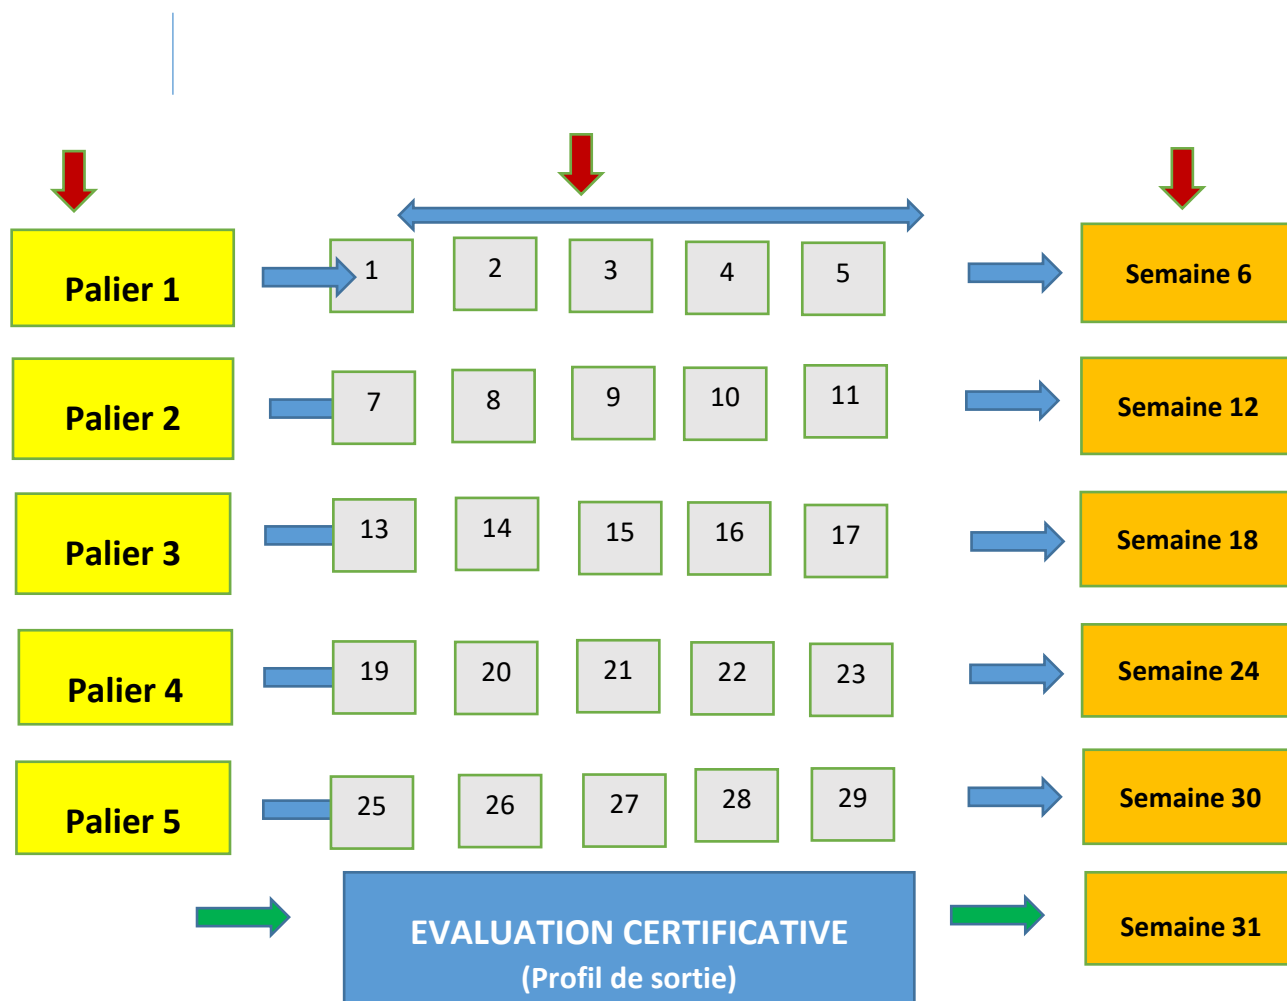 Palier 1 1 2 3 4 5 Semaine 6
Palier 2 7 8 9 10 11 Semaine 12
Palier 3 13 14 15 16 17 Semaine 18
Palier 4 19 20 21 22 23 Semaine 24
Palier 5 25 26 27 28 29 Semaine 30
EVALUATION CERTIFICATIVE Semaine 31
(Profil de sortie)